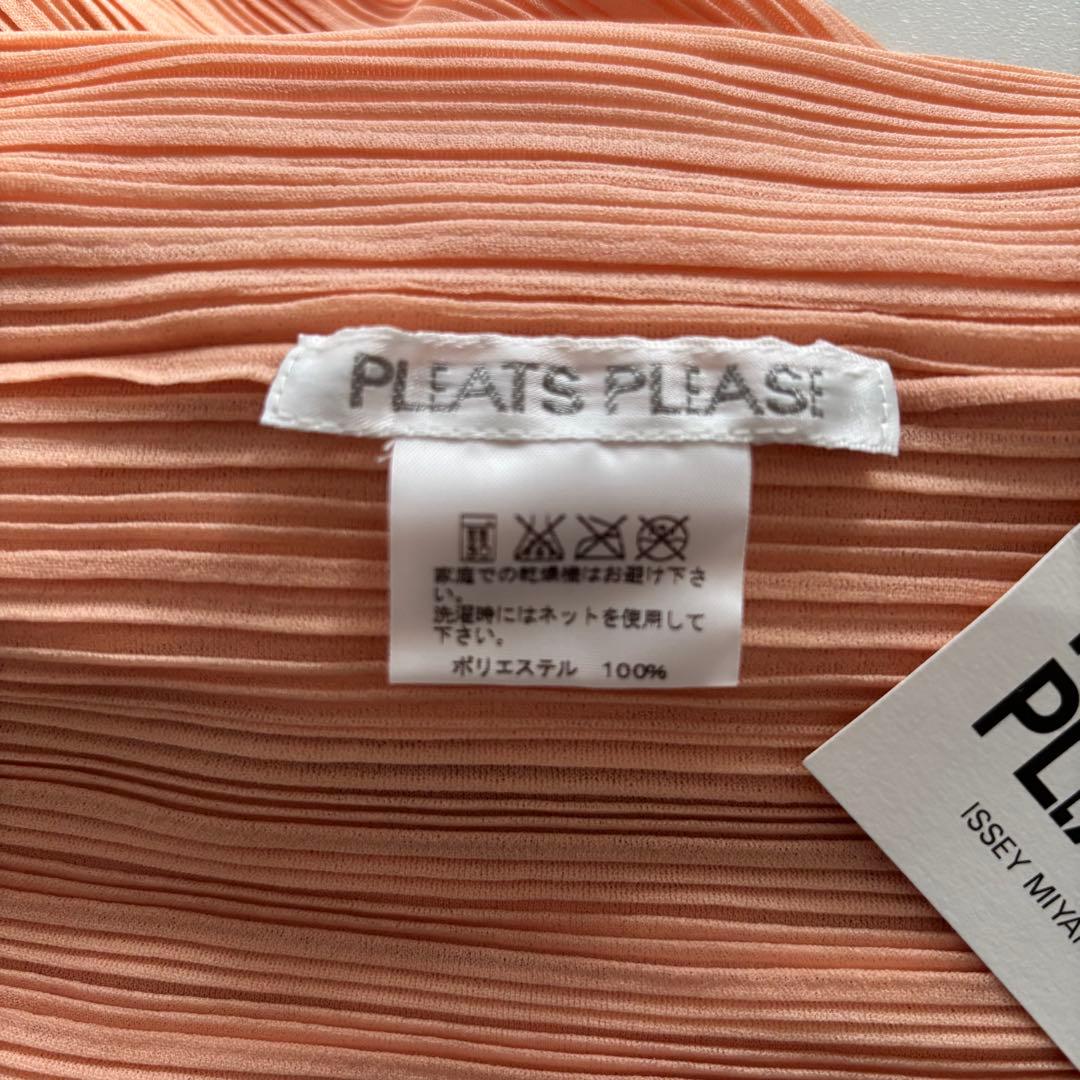 PLEATS PLEASE
家庭での乾燥機はお避け下さ
い。
洗濯時にはネットを使用して
下さい。
ポリエステル 100%
ISSEY